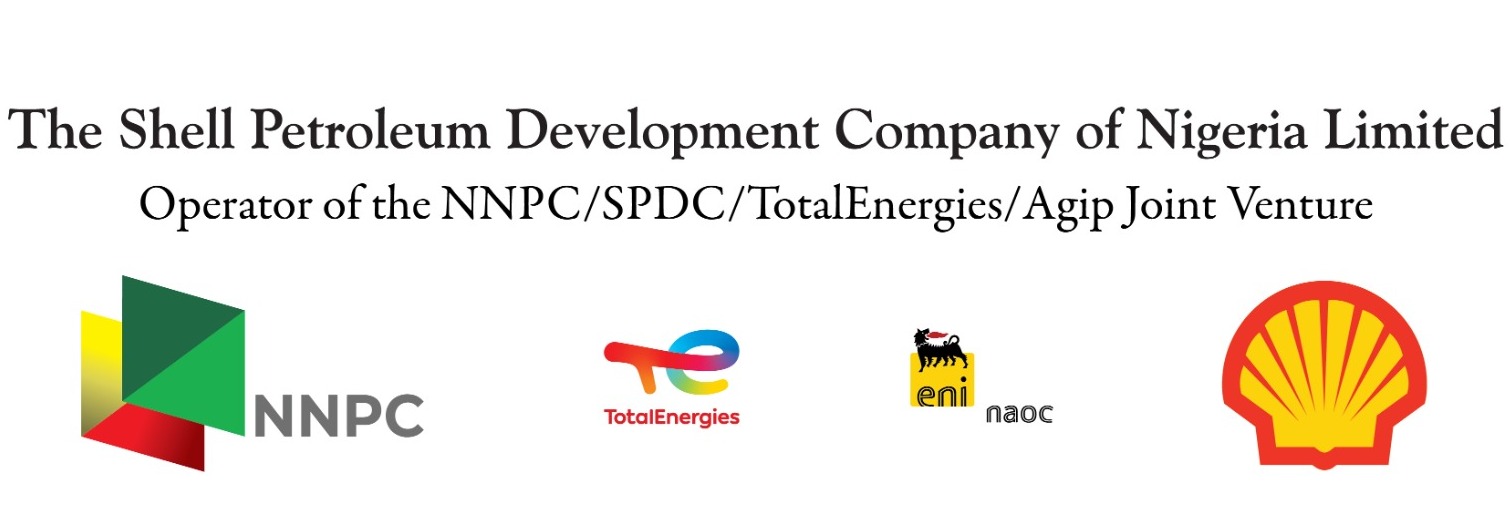 The Shell Petroleum Development Company of Nigeria Limited
Operator of the NNPC/SPDC/TotalEnergies/Agip Joint Venture
NNPC
TotalEnergies
eni
naoc